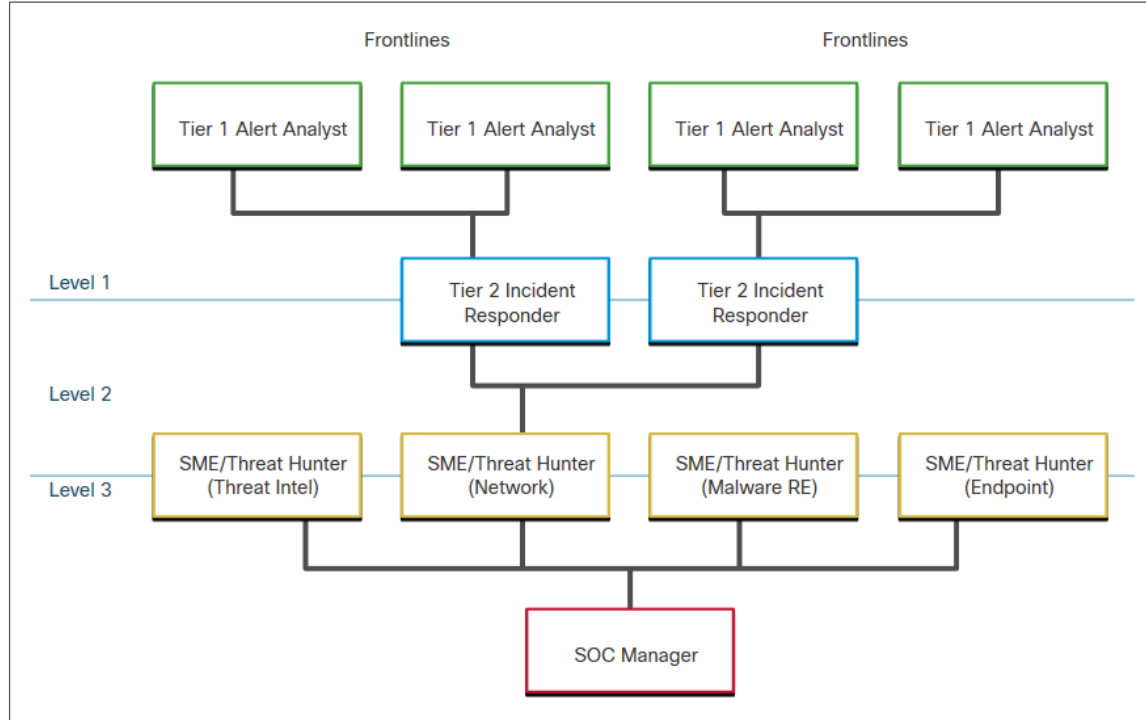 Frontlines
Frontlines
Tier 1 Alert Analyst
Tier 1 Alert Analyst
Tier 1 Alert Analyst
Tier 1 Alert Analyst
Level 1
Tier 2 Incident
Responder
Tier 2 Incident
Responder
Level 2
SME/Threat Hunter
(Threat Intel)
SME/Threat Hunter
(Network)
SME/Threat Hunter
(Malware RE)
SME/Threat Hunter
(Endpoint)
Level 3
SOC Manager